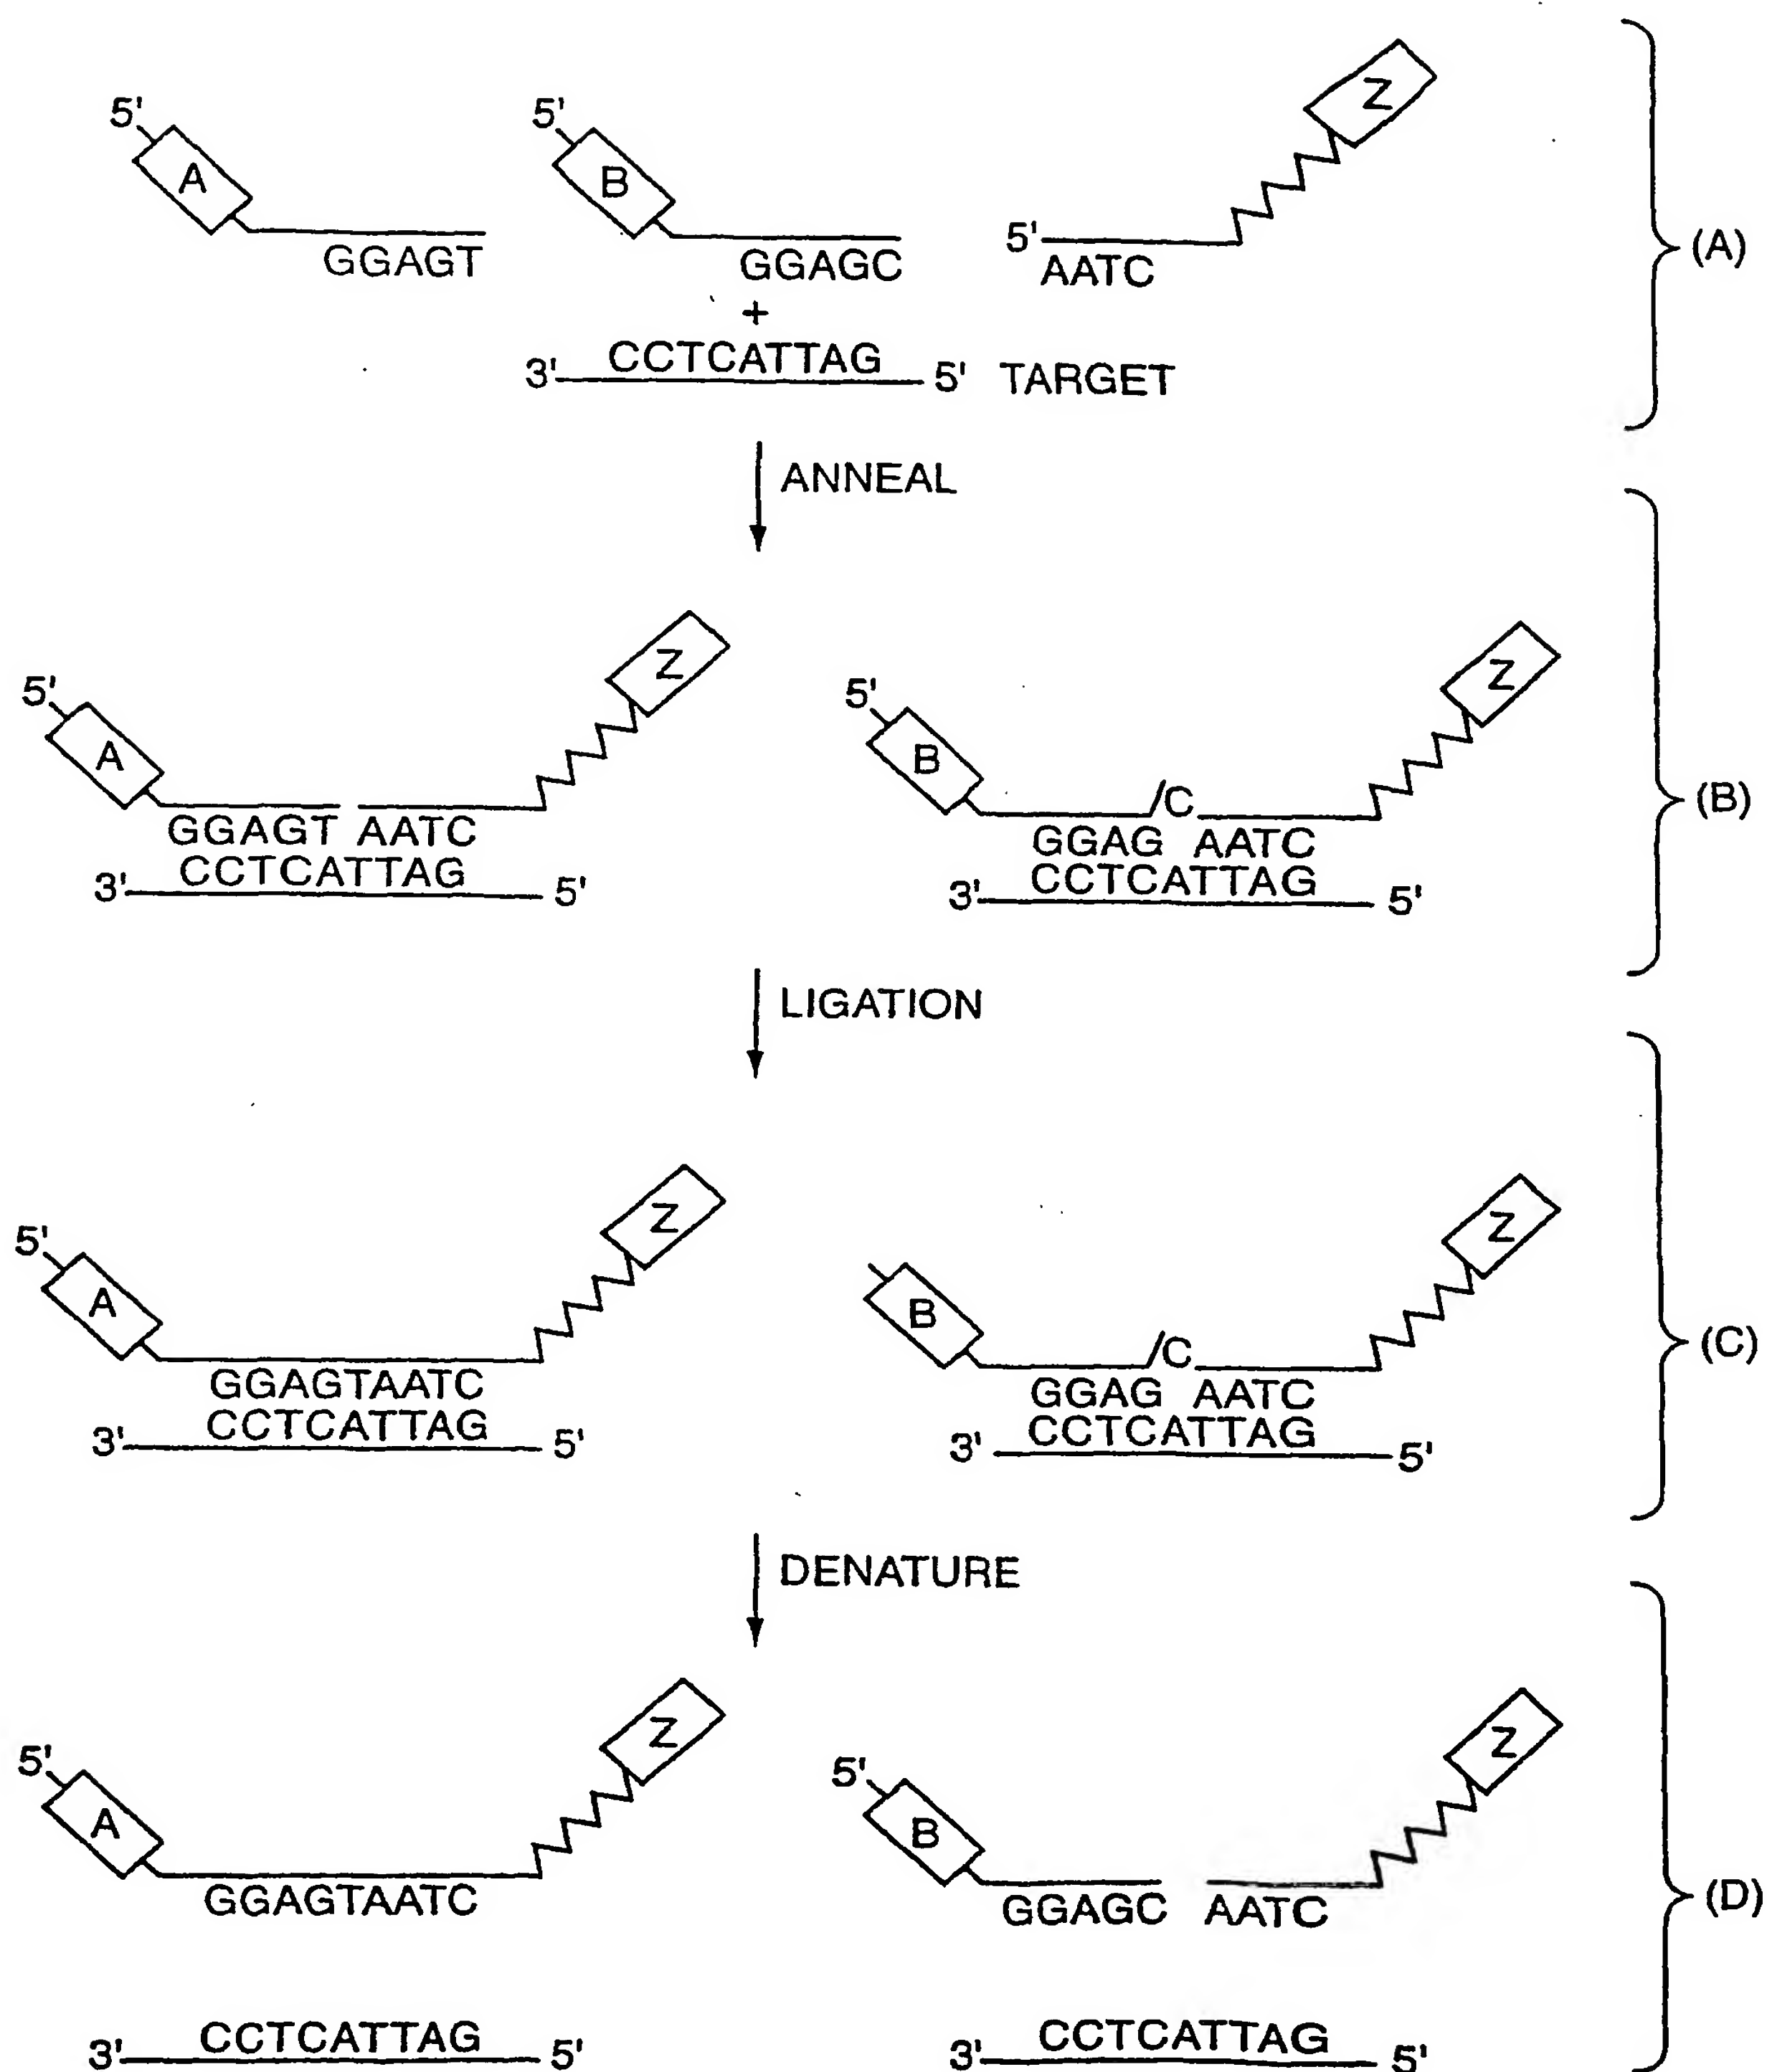 5' A GGAGT 5' B GGAGC 5' AATC Z (A)
+
CCTCATTAG
3' 5' TARGET
ANNEAL
5' A Z 5' B /C Z (B)
GGAGT AATC GGAG AATC
CCTCATTAG CCTCATTAG
3' 5' 3' 5'
LIGATION
5' A Z B /C Z (C)
GGAGTAATC GGAG AATC
CCTCATTAG CCTCATTAG
3' 5' 3' 5'
DENATURE
5' A Z 5' B Z (D)
GGAGTAATC GGAGC AATC
CCTCATTAG CCTCATTAG
3' 5' 3' 5'